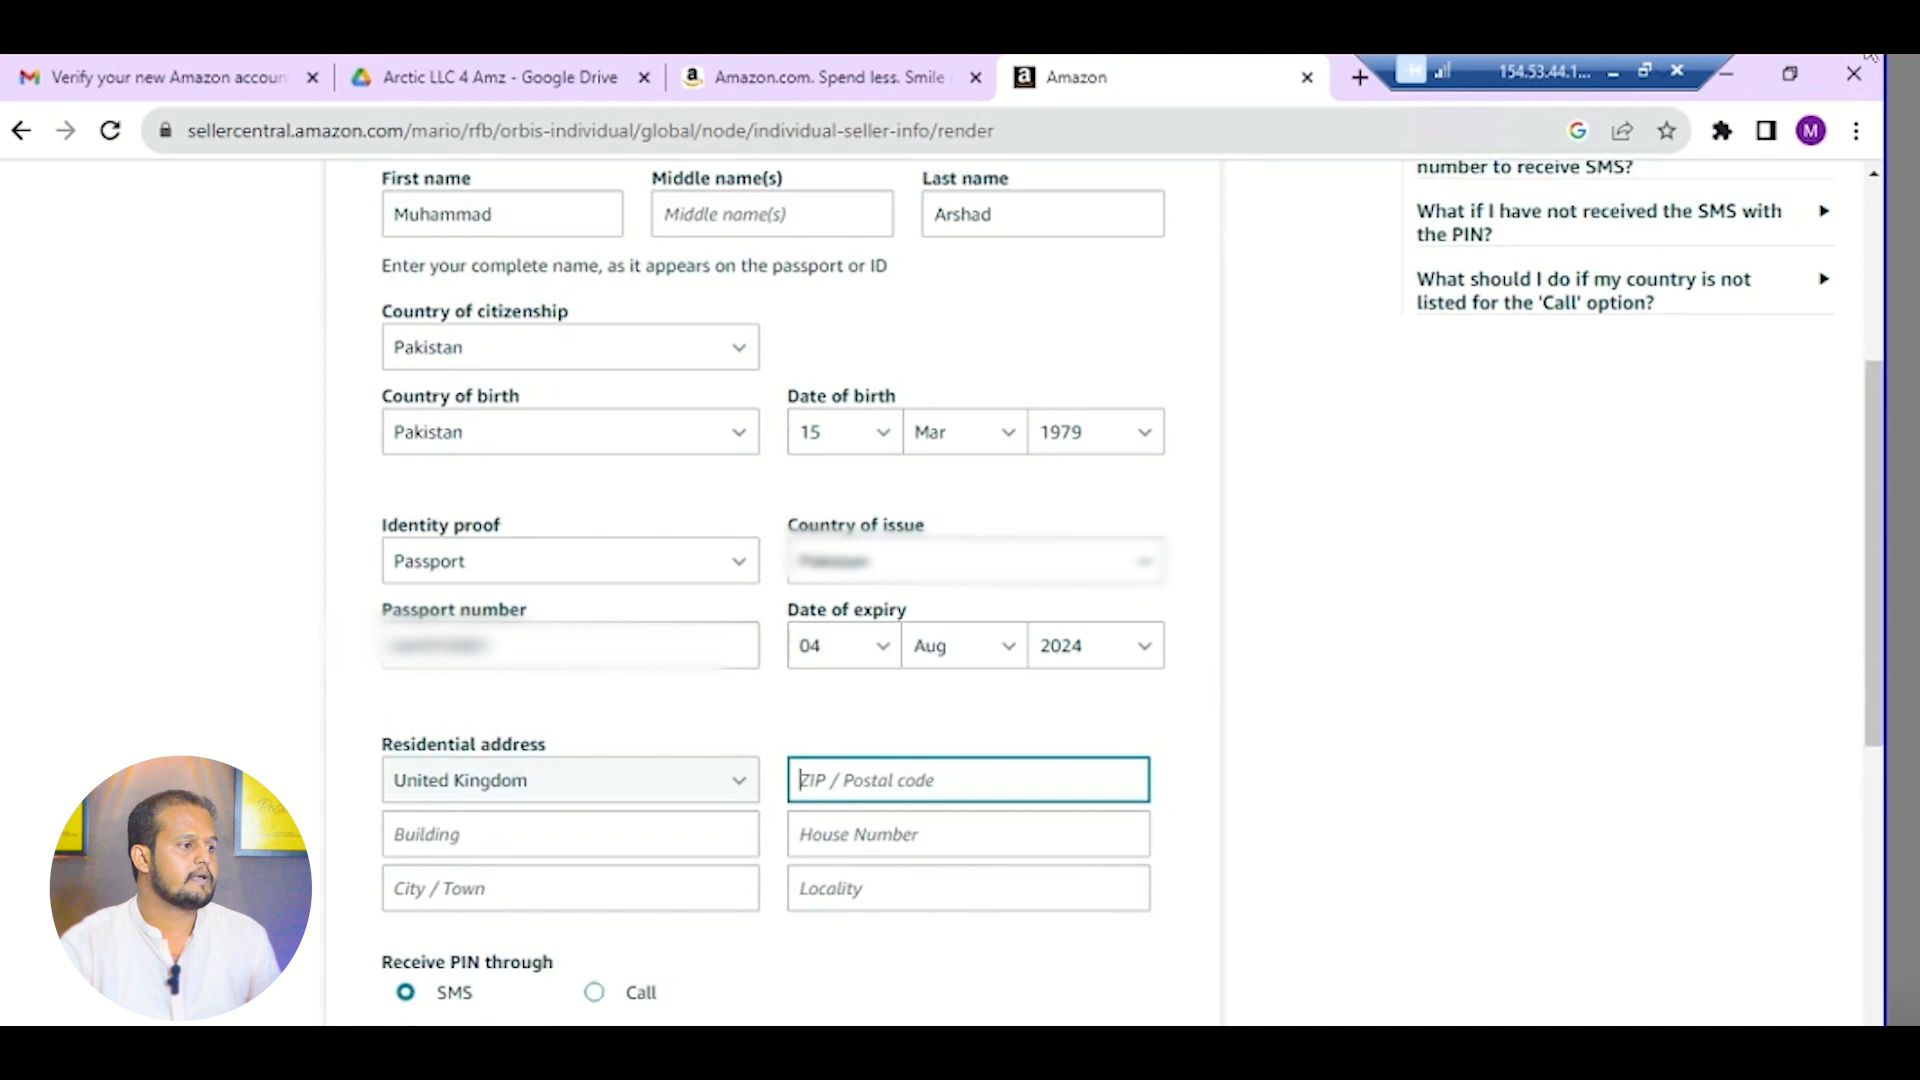 Verify your new Amazon accoun
Arctic LLC 4 Amz - Google Drive
Amazon.com. Spend less. Smile
Amazon
154.53.44.1...
sellercentral.amazon.com/mario/rfb/orbis-individual/global/node/individual-seller-info/render
M
First name
Middle name(s)
Last name
Muhammad
Middle name(s)
Arshad
Enter your complete name, as it appears on the passport or ID
Country of citizenship
Pakistan
Country of birth
Date of birth
Pakistan
15
Mar
1979
Identity proof
Country of issue
Passport
Passport number
Date of expiry
04
Aug
2024
Residential address
United Kingdom
ZIP / Postal code
Building
House Number
City / Town
Locality
Receive PIN through
SMS
Call
number to receive SMS?
What if I have not received the SMS with
the PIN?
What should I do if my country is not
listed for the 'Call' option?